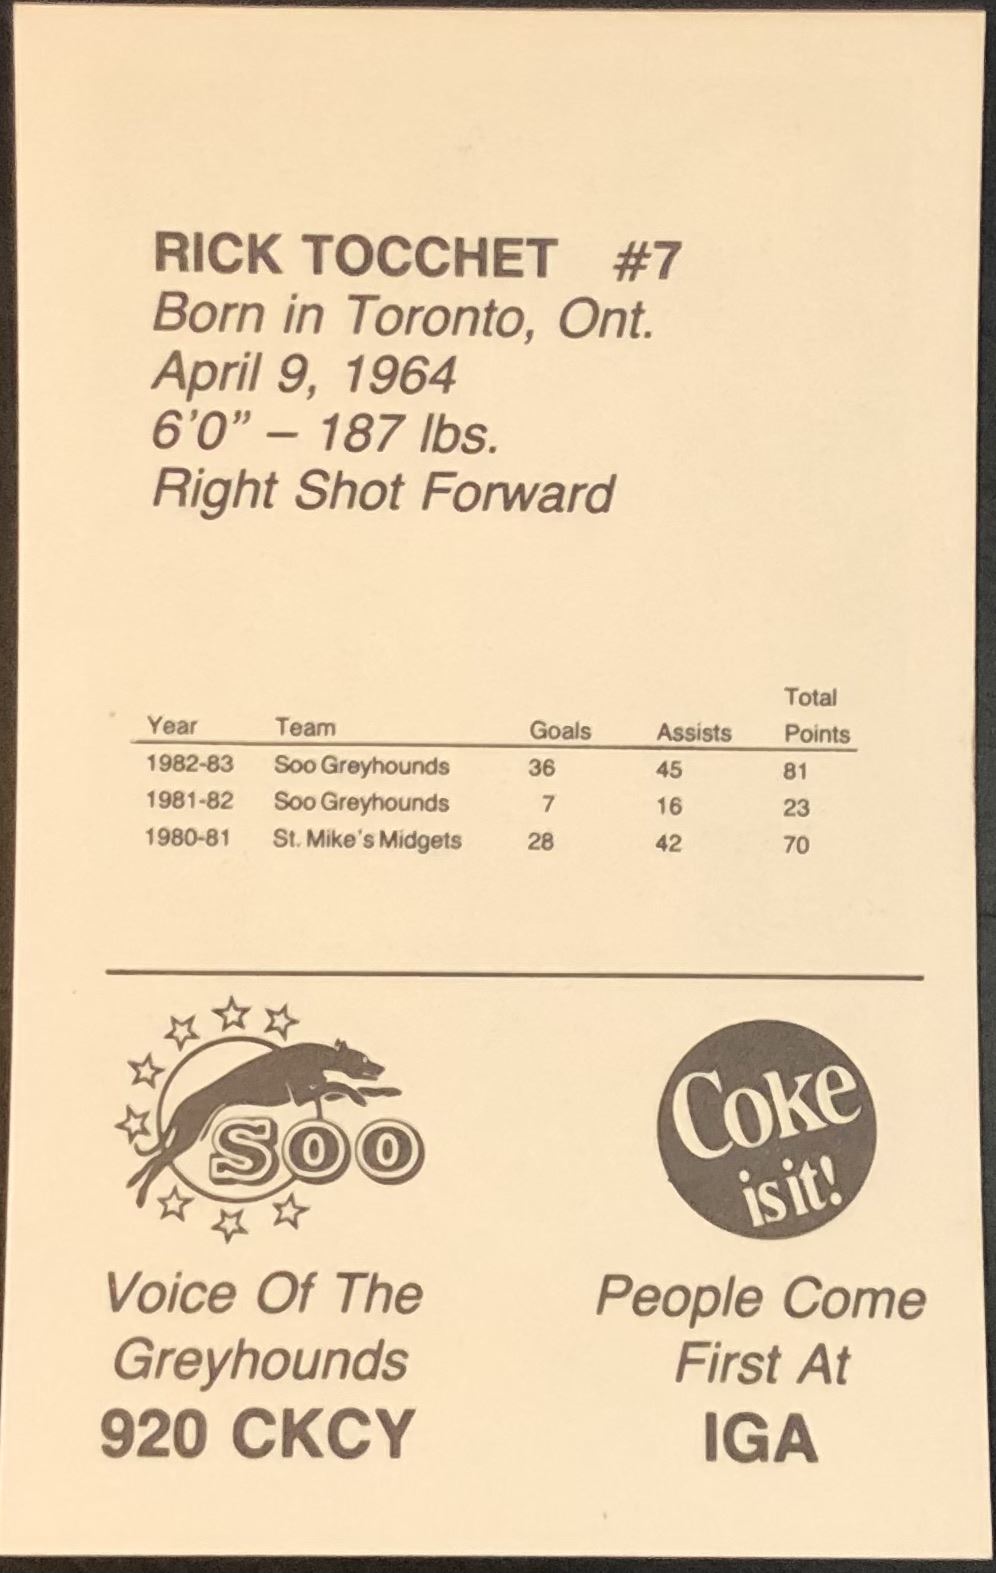 RICK TOCCHET #7
Born in Toronto, Ont.
April 9, 1964
6'0" – 187 lbs.
Right Shot Forward
Year Team Goals Assists Total Points
1982-83 Soo Greyhounds 36 45 81
1981-82 Soo Greyhounds 7 16 23
1980-81 St. Mike's Midgets 28 42 70
Soo
Voice Of The
Greyhounds
920 CKCY
Coke
is it!
People Come
First At
IGA